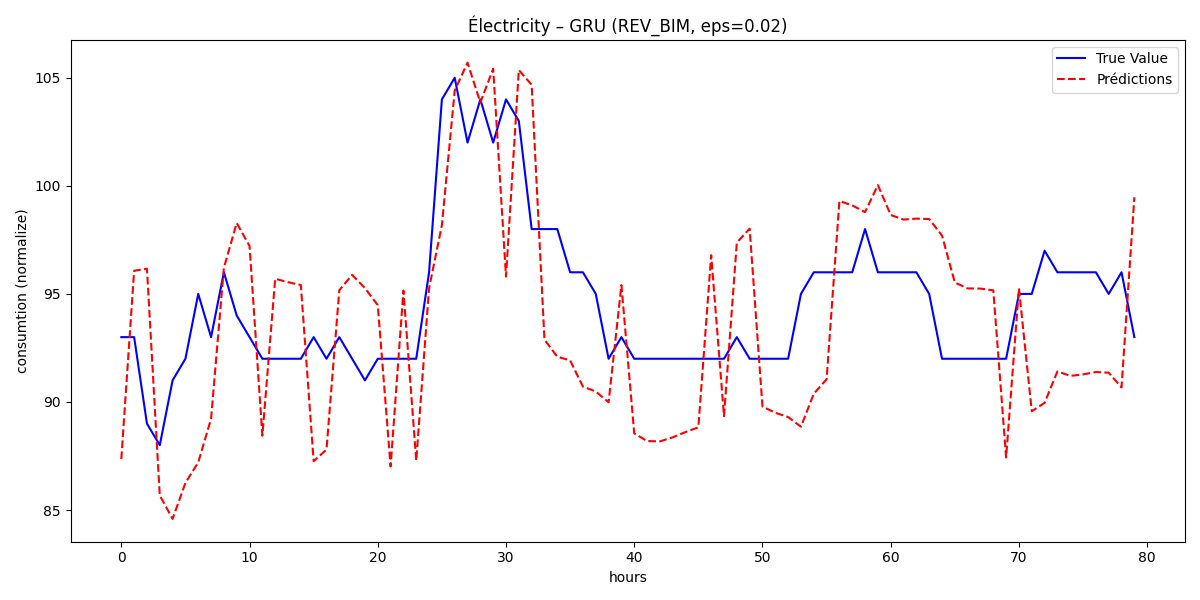 Électricity – GRU (REV_BIM, eps=0.02)
True Value
Prédictions
consumtion (normalize)
105
100
95
90
85
0 10 20 30 40 50 60 70 80
hours